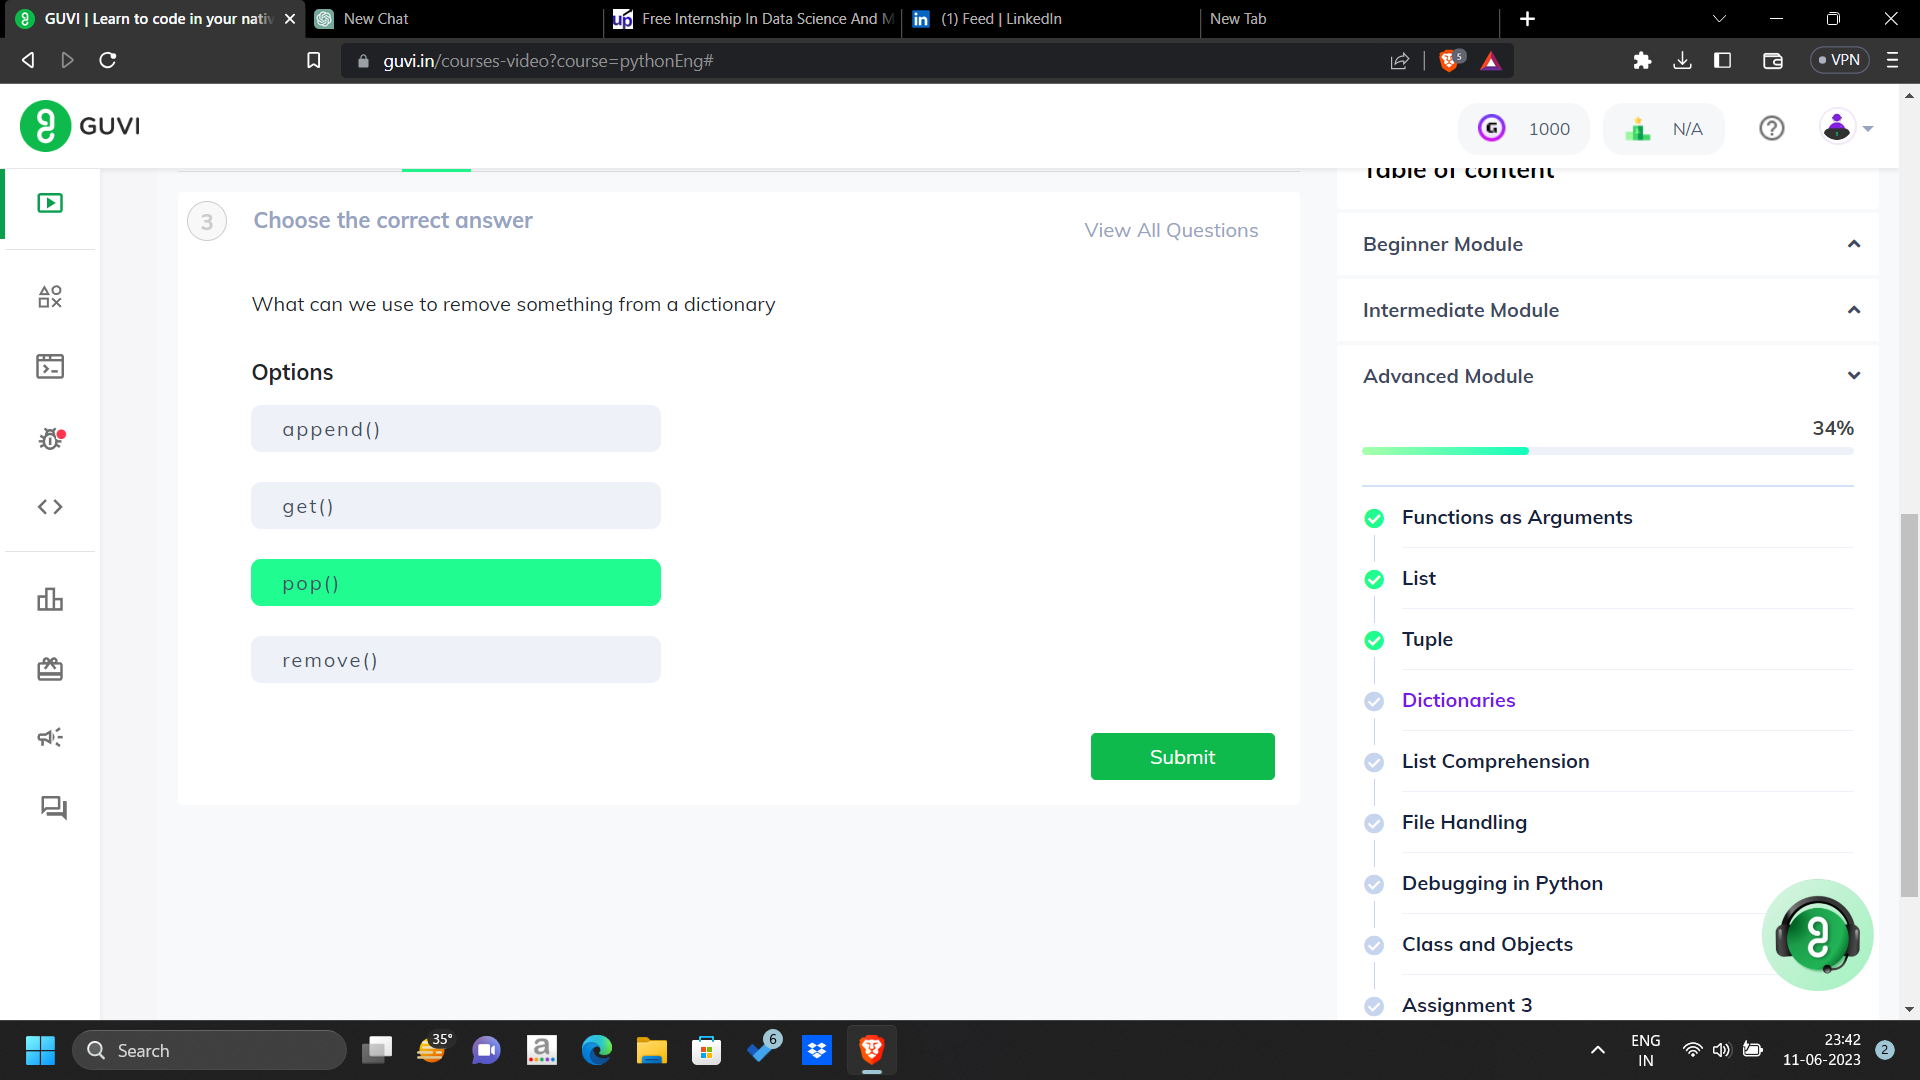 GUVI | Learn to code in your nativ
New Chat
Free Internship In Data Science And M
(1) Feed | LinkedIn
New Tab
guvi.in/courses-video?course=pythonEng#
5
VPN
GUVI
1000
N/A
Table of content
3
Choose the correct answer
View All Questions
What can we use to remove something from a dictionary
Options
append()
get()
pop()
remove()
Submit
Beginner Module
Intermediate Module
Advanced Module
34%
Functions as Arguments
List
Tuple
Dictionaries
List Comprehension
File Handling
Debugging in Python
Class and Objects
Assignment 3
Search
35°
6
ENG
IN
23:42
11-06-2023
2